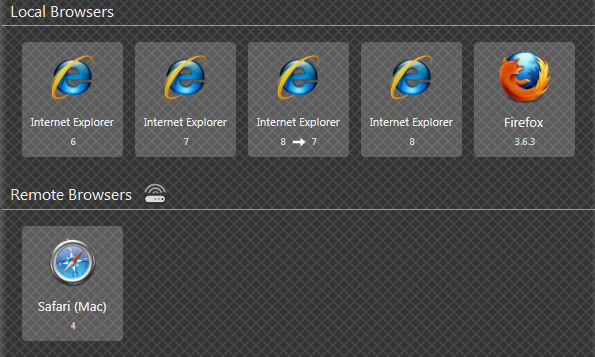 Local Browsers
Internet Explorer
6
Internet Explorer
7
Internet Explorer
8 ➡ 7
Internet Explorer
8
Firefox
3.6.3
Remote Browsers
Safari (Mac)
4